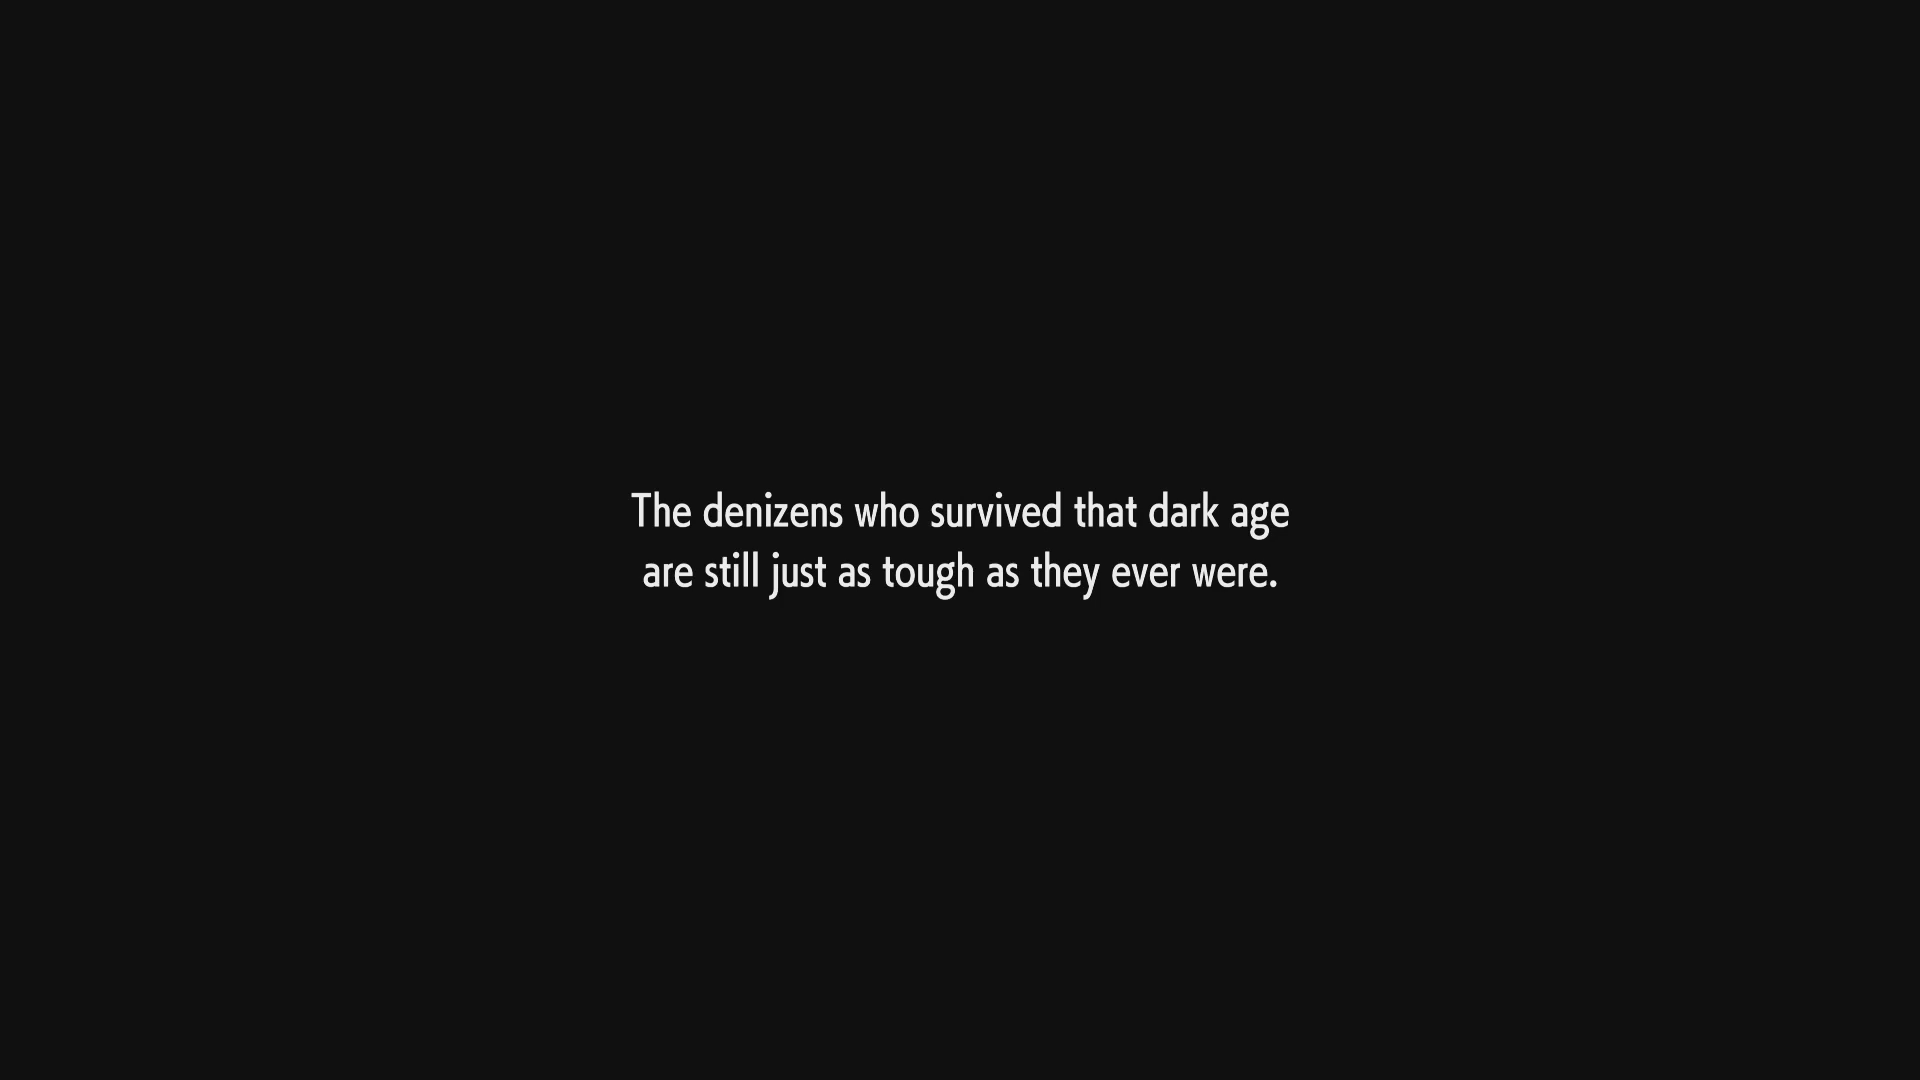 The denizens who survived that dark age
are still just as tough as they ever were.